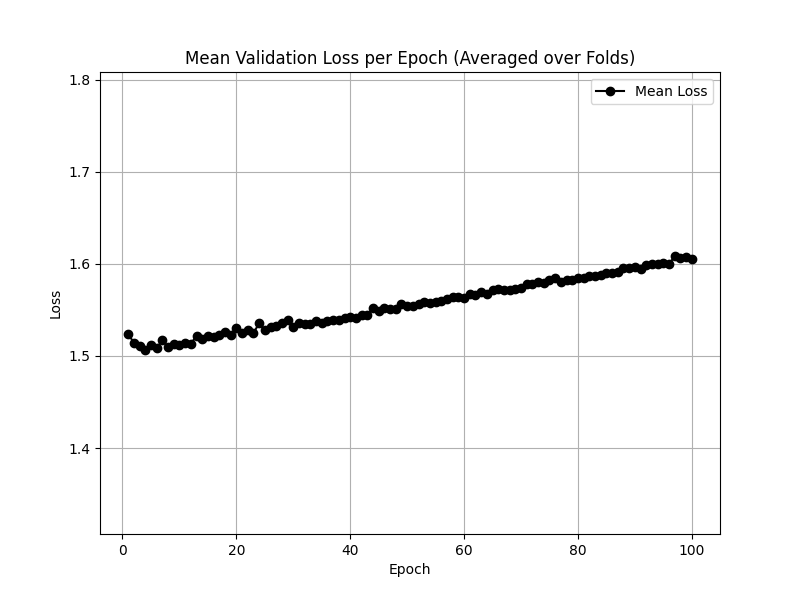 Mean Validation Loss per Epoch (Averaged over Folds)
Mean Loss
1.8
1.7
1.6
1.5
1.4
Loss
0 20 40 60 80 100
Epoch